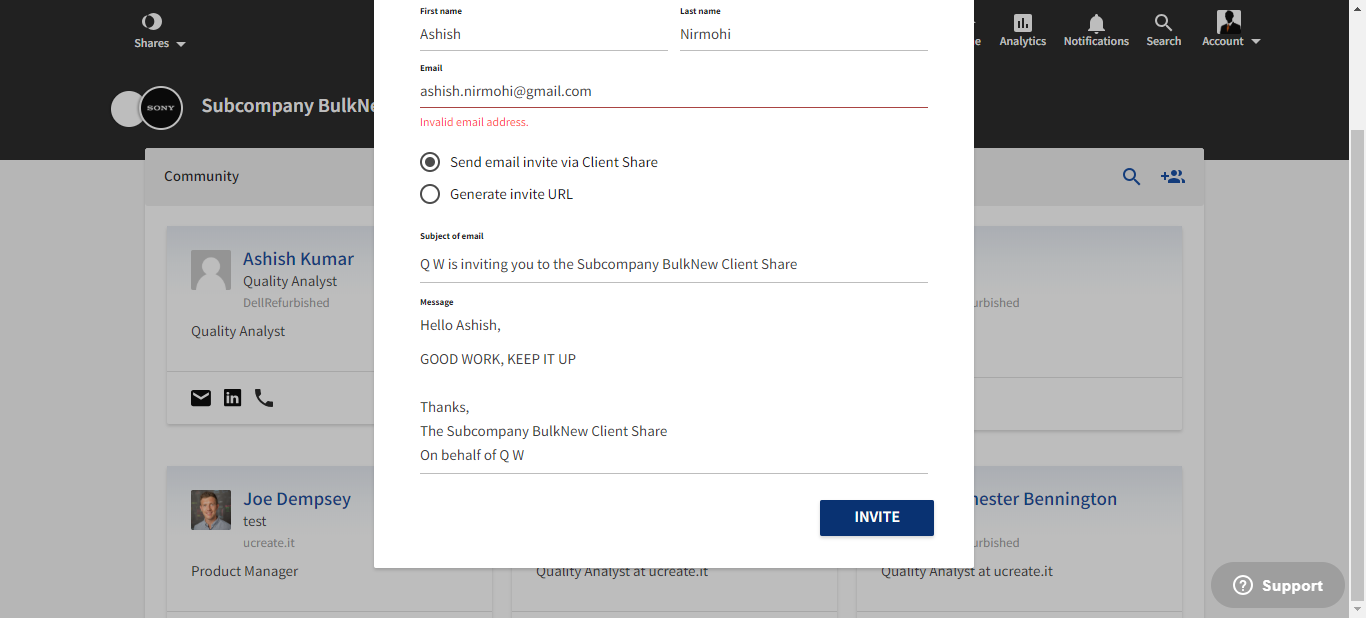 Shares
e
Analytics
Notifications
Search
Account
SONY
Subcompany BulkNe
First name
Ashish
Last name
Nirmohi
Email
ashish.nirmohi@gmail.com
Invalid email address.
Send email invite via Client Share
Generate invite URL
Subject of email
Q W is inviting you to the Subcompany BulkNew Client Share
Message
Hello Ashish,
GOOD WORK, KEEP IT UP
Thanks,
The Subcompany BulkNew Client Share
On behalf of Q W
INVITE
Community
Ashish Kumar
Quality Analyst
DellRefurbished
Quality Analyst
in
urbished
Joe Dempsey
test
ucreate.it
Product Manager
Quality Analyst at ucreate.it
hester Bennington
urbished
Quality Analyst at ucreate.it
? Support